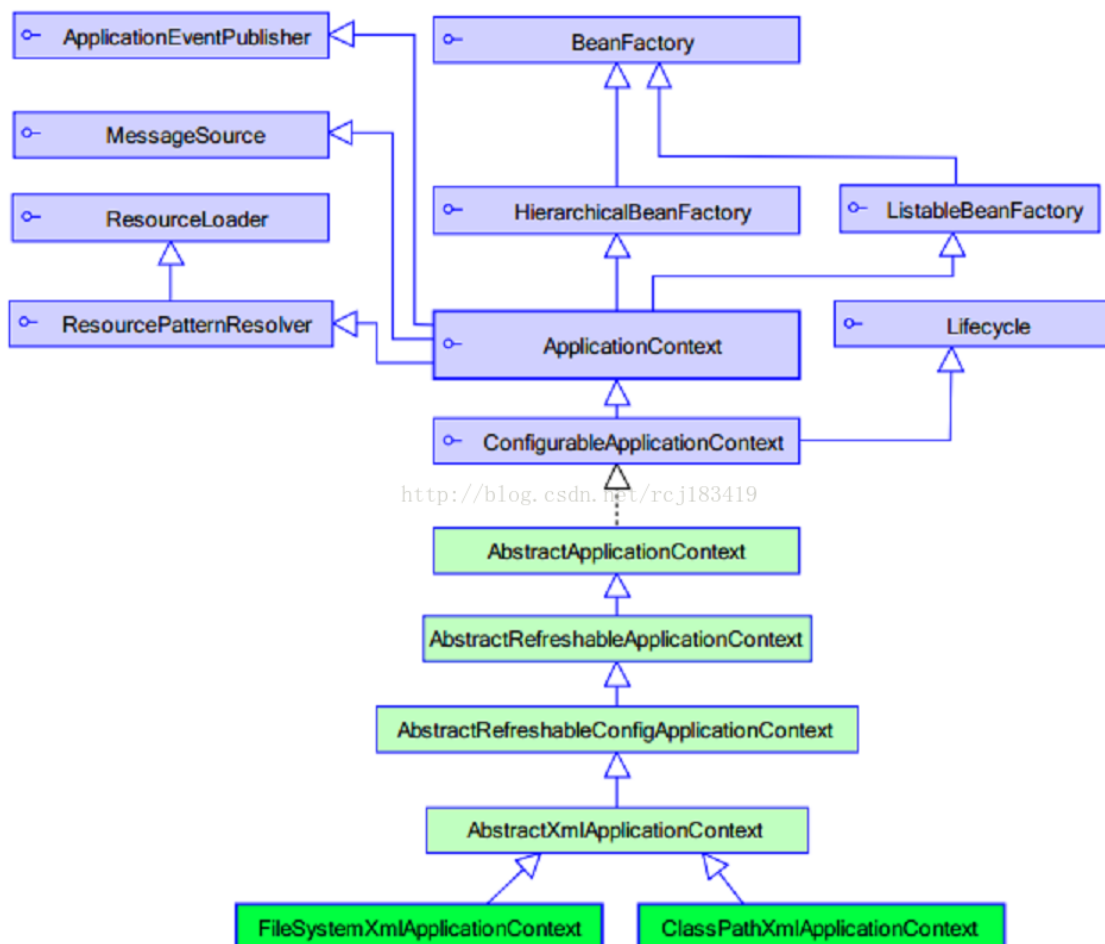 ApplicationEventPublisher
BeanFactory
MessageSource
ResourceLoader
HierarchicalBeanFactory
ListableBeanFactory
ResourcePatternResolver
ApplicationContext
Lifecycle
ConfigurableApplicationContext
http://blog.csdn.net/rcj183419
AbstractApplicationContext
AbstractRefreshableApplicationContext
AbstractRefreshableConfigApplicationContext
AbstractXmlApplicationContext
FileSystemXmlApplicationContext
ClassPathXmlApplicationContext